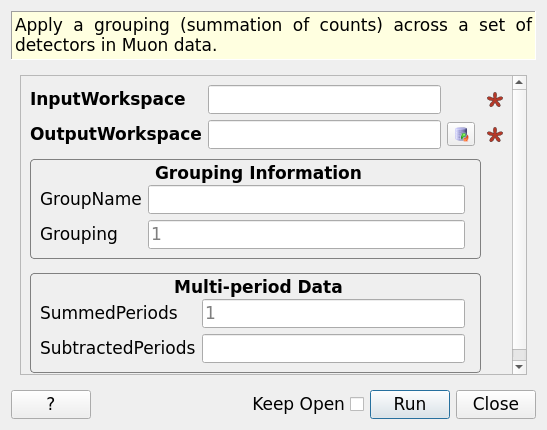 Apply a grouping (summation of counts) across a set of
detectors in Muon data.
InputWorkspace
OutputWorkspace
Grouping Information
GroupName
Grouping 1
Multi-period Data
SummedPeriods 1
SubtractedPeriods
? Keep Open Run Close